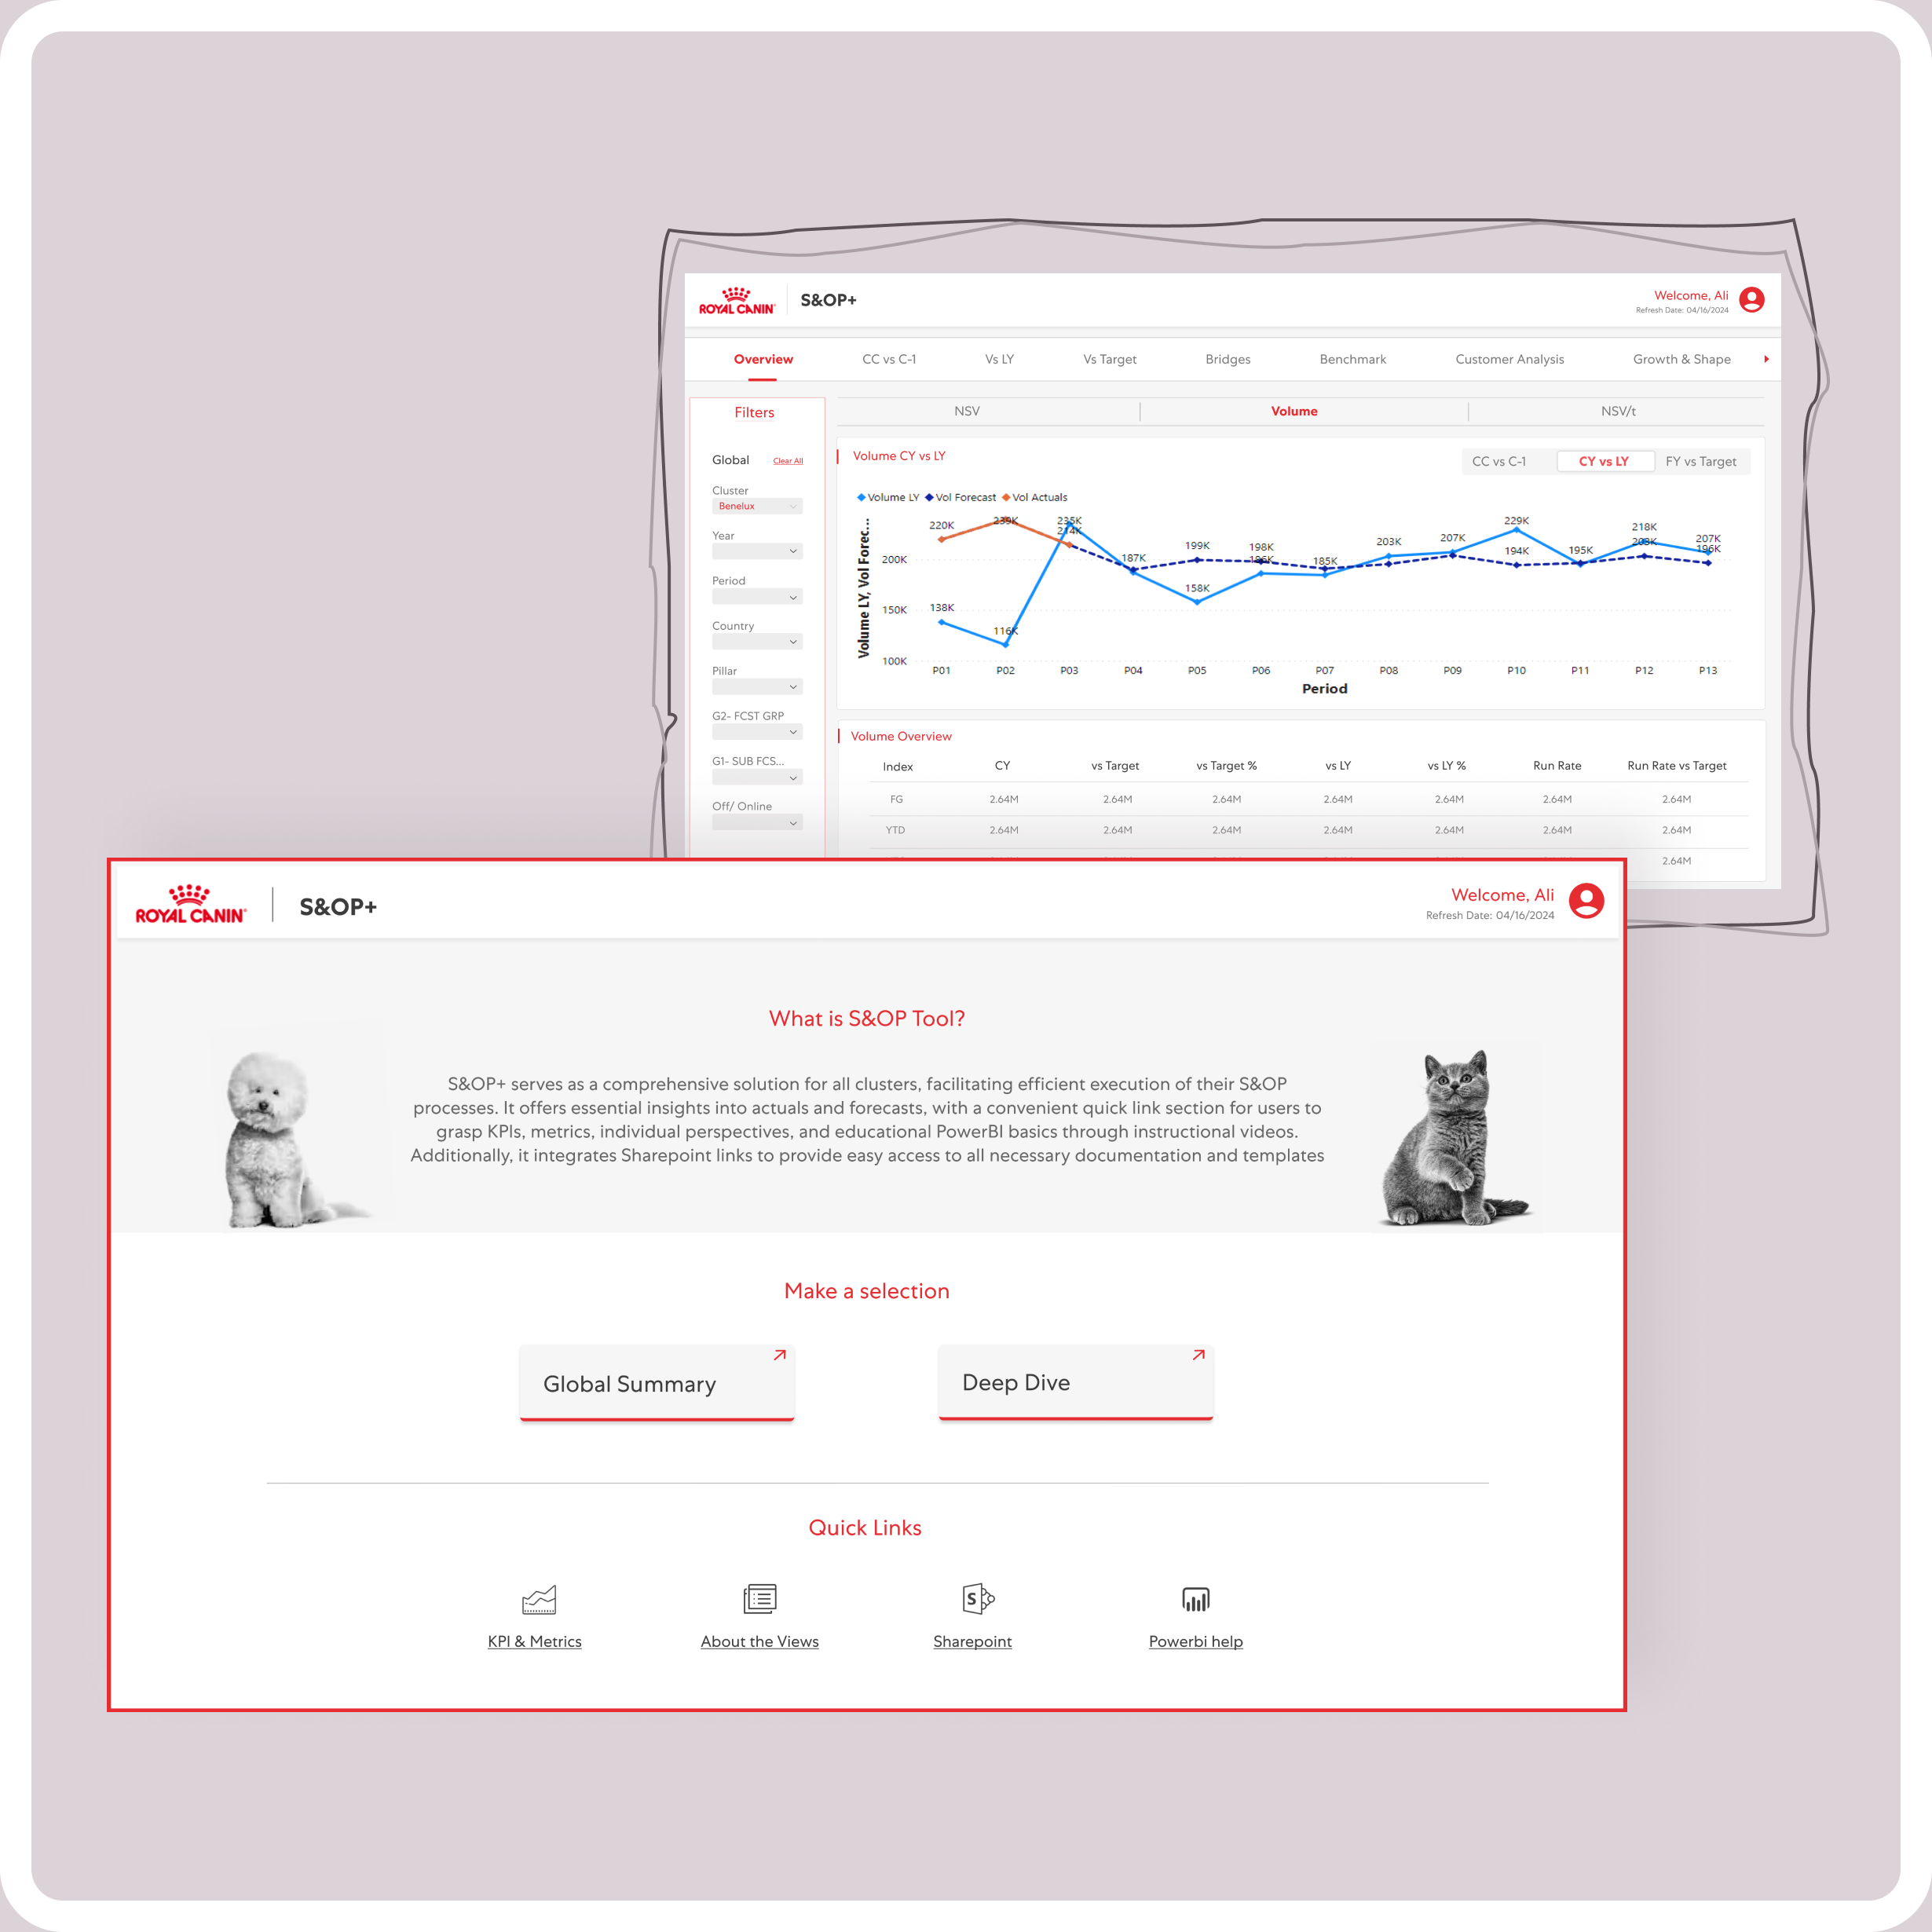 ROYAL CANIN
S&OP+
Welcome, Ali
Refresh Date: 04/16/2024
Overview CC vs C-1 Vs LY Vs Target Bridges Benchmark Customer Analysis Growth & Shape
Filters
Global Clear All
Cluster
Benelux
Year
Period
Country
Pillar
G2- FCST GRP
G1- SUB FCS...
Off/ Online
NSV Volume NSV/t
Volume CY vs LY
CC vs C-1 CY vs LY FY vs Target
Volume LY Vol Forecast Vol Actuals
Volume LY, Vol Forec...
200K
150K
100K
220K 239K 235K 214K 187K 199K 198K 186K 185K 203K 207K 229K 194K 195K 218K 203K 207K 196K
138K 116K 158K
P01 P02 P03 P04 P05 P06 P07 P08 P09 P10 P11 P12 P13
Period
Volume Overview
Index CY vs Target vs Target % vs LY vs LY % Run Rate Run Rate vs Target
FG 2.64M 2.64M 2.64M 2.64M 2.64M 2.64M 2.64M
YTD 2.64M 2.64M 2.64M 2.64M 2.64M 2.64M 2.64M
2.64M
ROYAL CANIN
S&OP+
Welcome, Ali
Refresh Date: 04/16/2024
What is S&OP Tool?
S&OP+ serves as a comprehensive solution for all clusters, facilitating efficient execution of their S&OP
processes. It offers essential insights into actuals and forecasts, with a convenient quick link section for users to
grasp KPIs, metrics, individual perspectives, and educational PowerBI basics through instructional videos.
Additionally, it integrates Sharepoint links to provide easy access to all necessary documentation and templates
Make a selection
Global Summary
Deep Dive
Quick Links
S
KPI & Metrics
About the Views
Sharepoint
Powerbi help